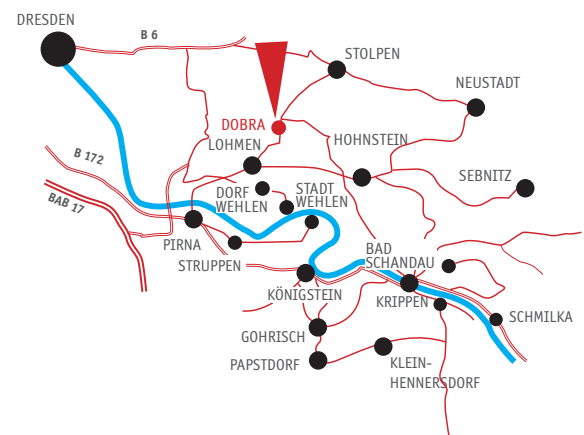 DRESDEN
B 6
STOLPEN
NEUSTADT
DOBRA
LOHMEN
HOHNSTEIN
B 172
SEBNITZ
BAB 17
DORF
WEHLEN
STADT
WEHLEN
PIRNA
STRUPPEN
BAD
SCHANDAU
KÖNIGSTEIN
KRIPPEN
SCHMILKA
GOHRISCH
PAPSTDORF
KLEIN-
HENNERSDORF